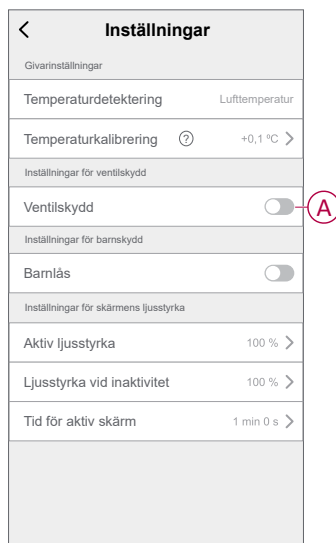 Inställningar
Givarinställningar
Temperaturdetektering Lufttemperatur
Temperaturkalibrering ? +0,1 ºC
Inställningar för ventilskydd
Ventilskydd A
Inställningar för barnskydd
Barnlås
Inställningar för skärmens ljusstyrka
Aktiv ljusstyrka 100 %
Ljusstyrka vid inaktivitet 100 %
Tid för aktiv skärm 1 min 0 s